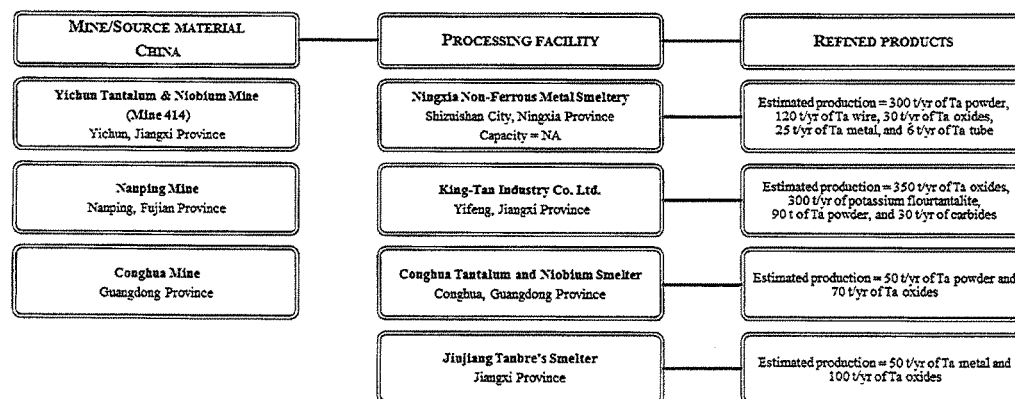 MINE/SOURCE MATERIAL
CHINA
PROCESSING FACILITY
REFINED PRODUCTS
Yichun Tantalum & Niobium Mine
(Mine 414)
Yichun, Jiangxi Province
Ningxia Non-Ferrous Metal Smeltery
Shizuishan City, Ningxia Province
Capacity = NA
Estimated production = 300 t/yr of Ta powder,
120 t/yr of Ta wire, 30 t/yr of Ta oxides,
25 t/yr of Ta metal, and 6 t/yr of Ta tube
Nanping Mine
Nanping, Fujian Province
King-Tan Industry Co. Ltd.
Yifeng, Jiangxi Province
Estimated production = 350 t/yr of Ta oxides,
300 t/yr of potassium flourtantalite,
90 t of Ta powder, and 30 t/yr of carbides
Conghua Mine
Guangdong Province
Conghua Tantalum and Niobium Smelter
Conghua, Guangdong Province
Estimated production = 50 t/yr of Ta powder and
70 t/yr of Ta oxides
Jiujiang Tanbre's Smelter
Jiangxi Province
Estimated production = 50 t/yr of Ta metal and
100 t/yr of Ta oxides